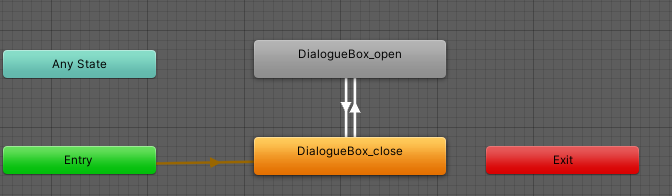 DialogueBox_open
Any State
DialogueBox_close
Entry
Exit